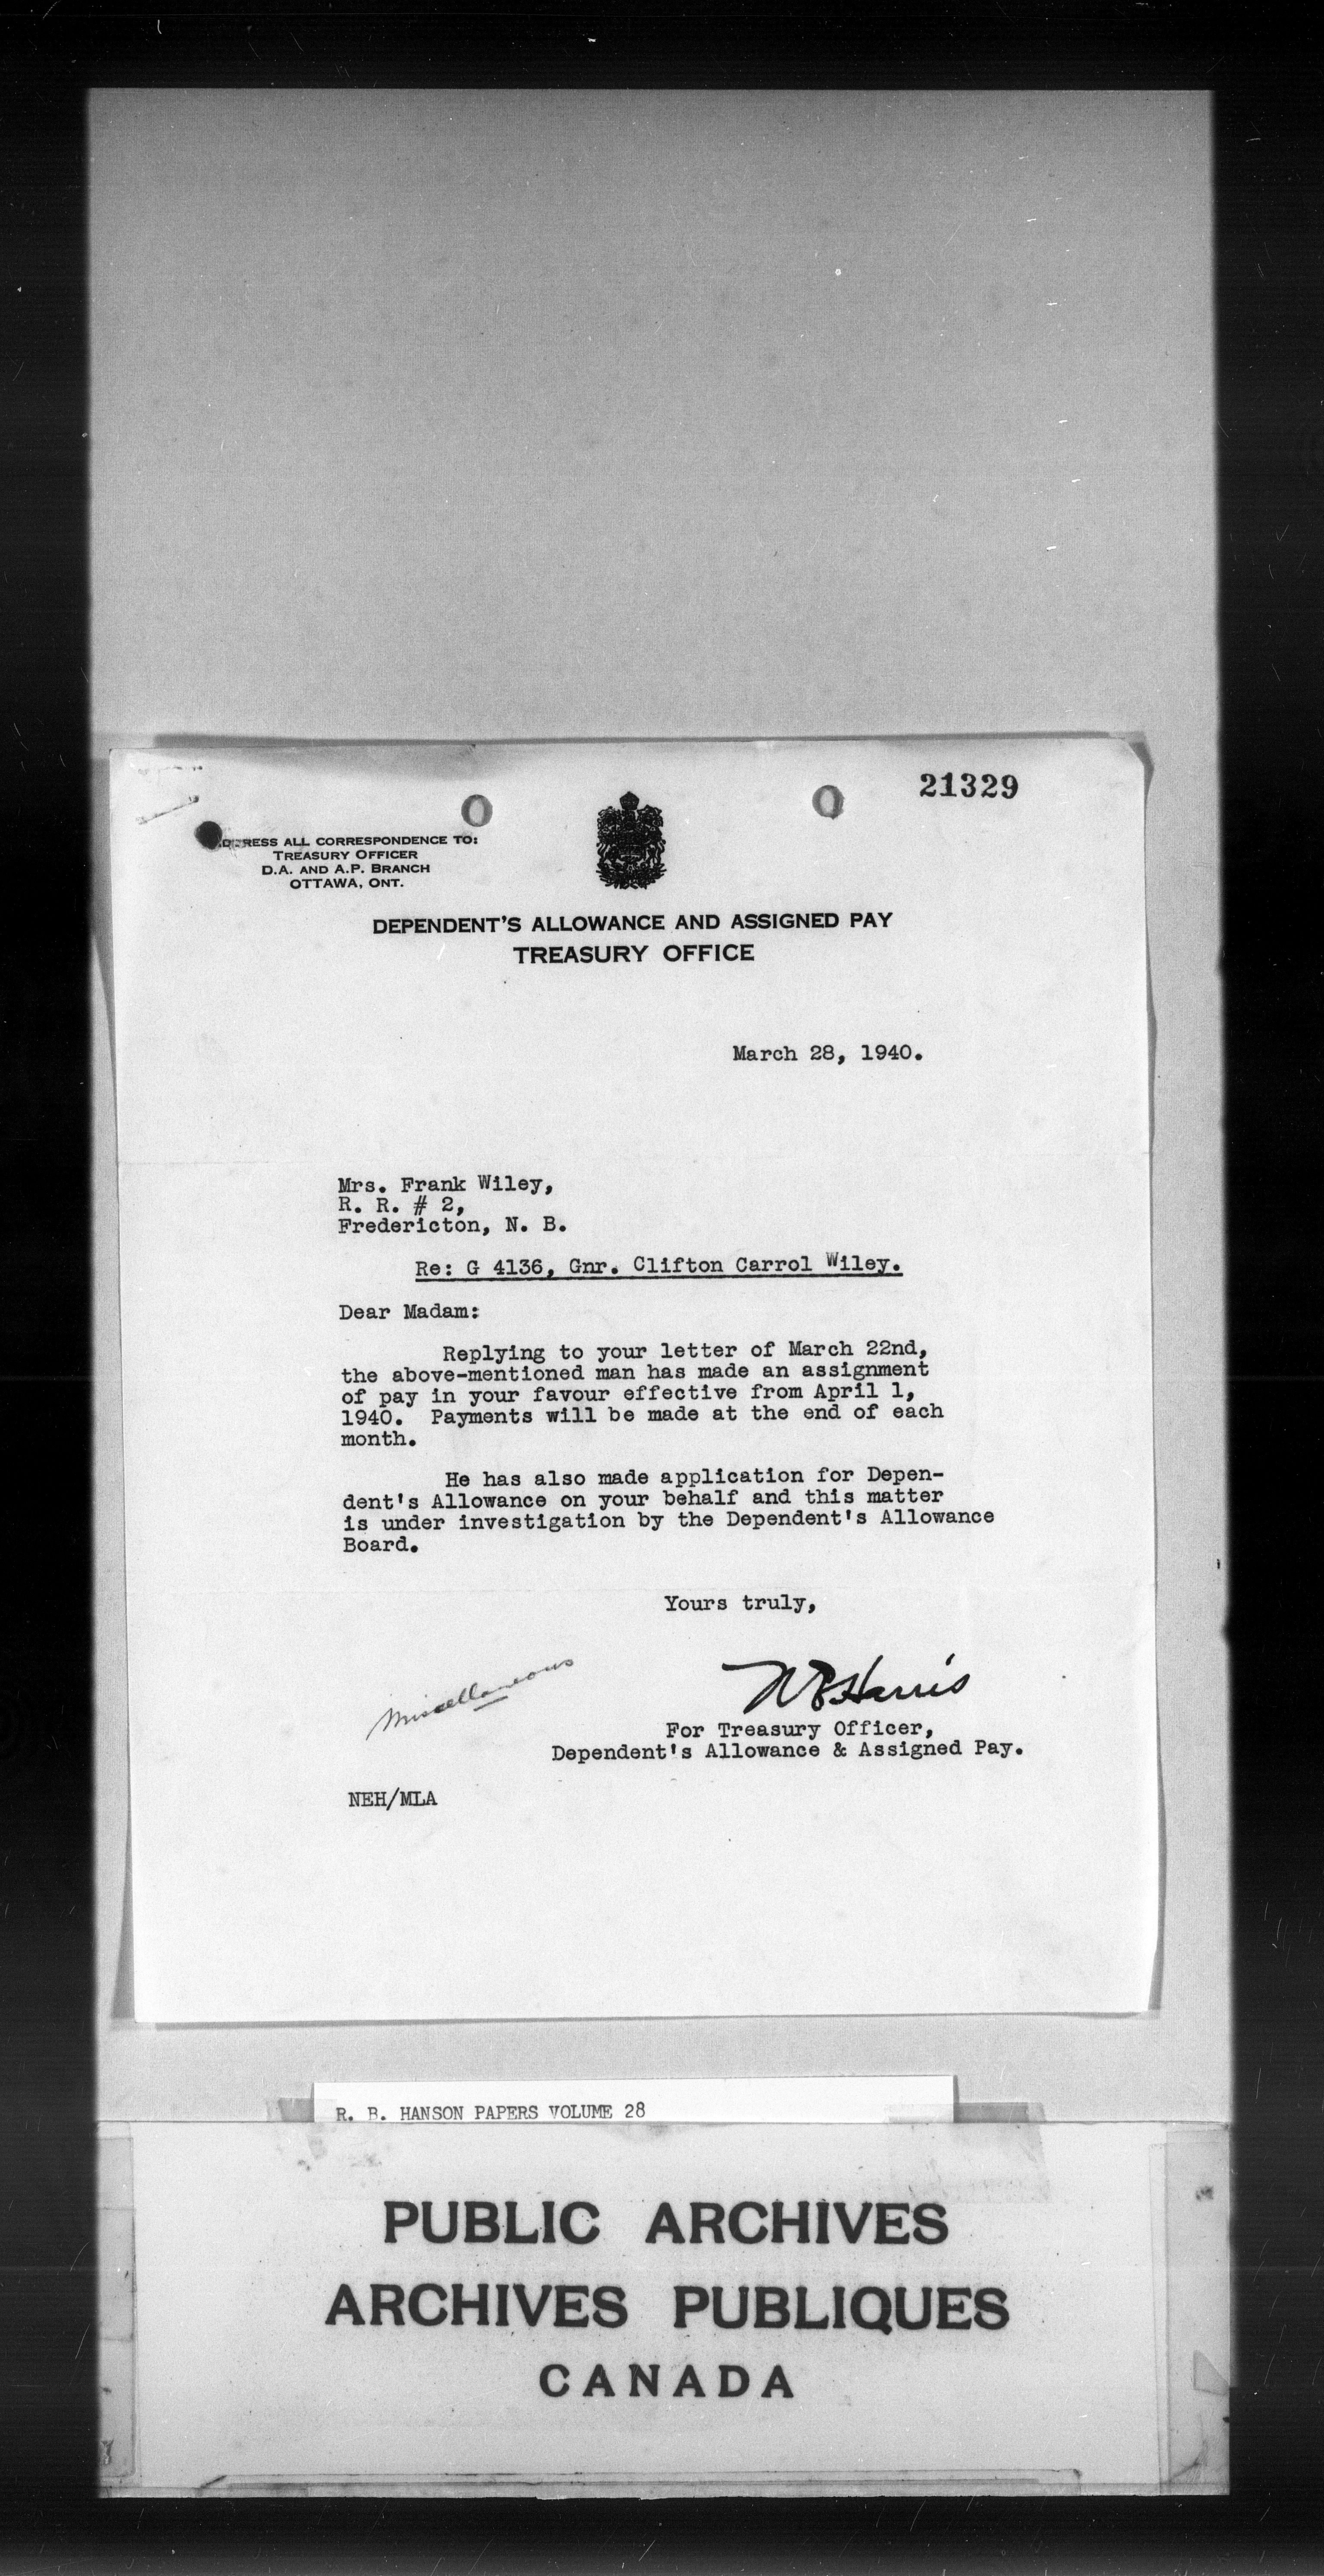 21329
ADDRESS ALL CORRESPONDENCE TO:
TREASURY OFFICER
D.A. AND A.P. BRANCH
OTTAWA, ONT.
DEPENDENT'S ALLOWANCE AND ASSIGNED PAY
TREASURY OFFICE
March 28, 1940.
Mrs. Frank Wiley,
R. R. # 2,
Fredericton, N. B.
Re: G 4136, Gnr. Clifton Carrol Wiley.
Dear Madam:
Replying to your letter of March 22nd,
the above-mentioned man has made an assignment
of pay in your favour effective from April 1,
1940. Payments will be made at the end of each
month.
He has also made application for Depen-
dent's Allowance on your behalf and this matter
is under investigation by the Dependent's Allowance
Board.
Yours truly,
Miscellaneous
NEHarris
For Treasury Officer,
Dependent's Allowance & Assigned Pay.
NEH/MLA
R. B. HANSON PAPERS VOLUME 28
PUBLIC ARCHIVES
ARCHIVES PUBLIQUES
CANADA